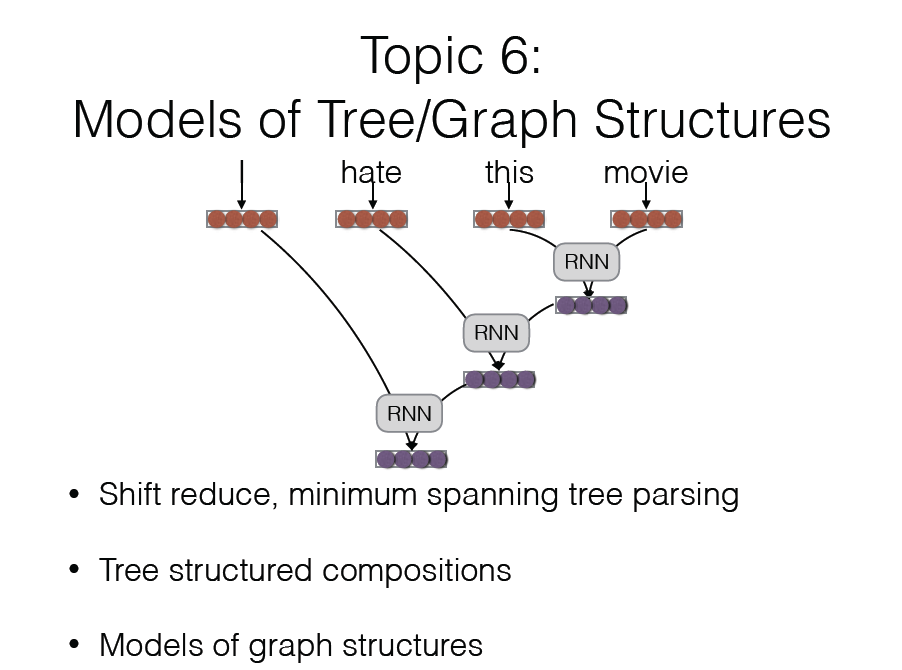 Topic 6:
Models of Tree/Graph Structures
I hate this movie
RNN
RNN
RNN
• Shift reduce, minimum spanning tree parsing
• Tree structured compositions
• Models of graph structures